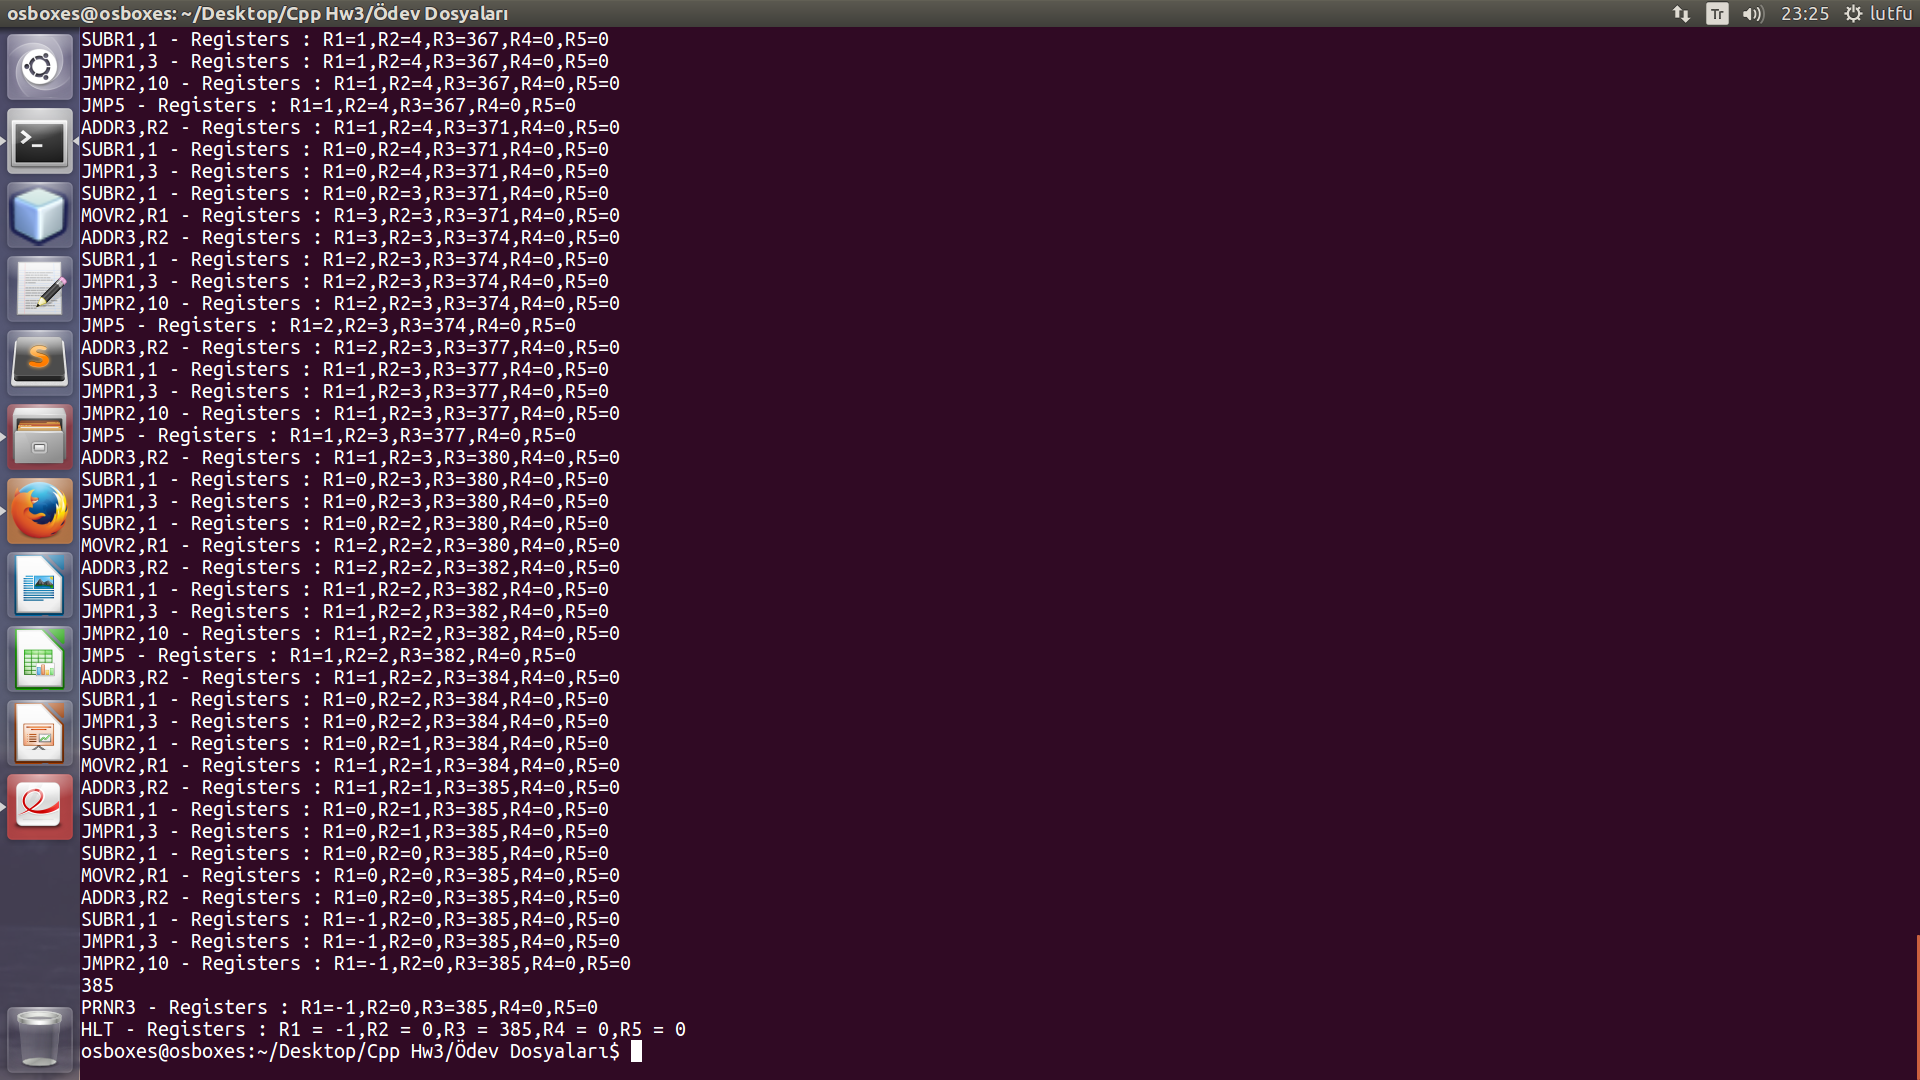 osboxes@osboxes: ~/Desktop/Cpp Hw3/Ödev Dosyaları
Tr
23:25
lutfu
SUBR1,1 - Registers : R1=1,R2=4,R3=367,R4=0,R5=0
JMPR1,3 - Registers : R1=1,R2=4,R3=367,R4=0,R5=0
JMPR2,10 - Registers : R1=1,R2=4,R3=367,R4=0,R5=0
JMP5 - Registers : R1=1,R2=4,R3=367,R4=0,R5=0
ADDR3,R2 - Registers : R1=1,R2=4,R3=371,R4=0,R5=0
SUBR1,1 - Registers : R1=0,R2=4,R3=371,R4=0,R5=0
JMPR1,3 - Registers : R1=0,R2=4,R3=371,R4=0,R5=0
SUBR2,1 - Registers : R1=0,R2=3,R3=371,R4=0,R5=0
MOVR2,R1 - Registers : R1=3,R2=3,R3=371,R4=0,R5=0
ADDR3,R2 - Registers : R1=3,R2=3,R3=374,R4=0,R5=0
SUBR1,1 - Registers : R1=2,R2=3,R3=374,R4=0,R5=0
JMPR1,3 - Registers : R1=2,R2=3,R3=374,R4=0,R5=0
JMPR2,10 - Registers : R1=2,R2=3,R3=374,R4=0,R5=0
JMP5 - Registers : R1=2,R2=3,R3=374,R4=0,R5=0
ADDR3,R2 - Registers : R1=2,R2=3,R3=377,R4=0,R5=0
SUBR1,1 - Registers : R1=1,R2=3,R3=377,R4=0,R5=0
JMPR1,3 - Registers : R1=1,R2=3,R3=377,R4=0,R5=0
JMPR2,10 - Registers : R1=1,R2=3,R3=377,R4=0,R5=0
JMP5 - Registers : R1=1,R2=3,R3=377,R4=0,R5=0
ADDR3,R2 - Registers : R1=1,R2=3,R3=380,R4=0,R5=0
SUBR1,1 - Registers : R1=0,R2=3,R3=380,R4=0,R5=0
JMPR1,3 - Registers : R1=0,R2=3,R3=380,R4=0,R5=0
SUBR2,1 - Registers : R1=0,R2=2,R3=380,R4=0,R5=0
MOVR2,R1 - Registers : R1=2,R2=2,R3=380,R4=0,R5=0
ADDR3,R2 - Registers : R1=2,R2=2,R3=382,R4=0,R5=0
SUBR1,1 - Registers : R1=1,R2=2,R3=382,R4=0,R5=0
JMPR1,3 - Registers : R1=1,R2=2,R3=382,R4=0,R5=0
JMPR2,10 - Registers : R1=1,R2=2,R3=382,R4=0,R5=0
JMP5 - Registers : R1=1,R2=2,R3=382,R4=0,R5=0
ADDR3,R2 - Registers : R1=1,R2=2,R3=384,R4=0,R5=0
SUBR1,1 - Registers : R1=0,R2=2,R3=384,R4=0,R5=0
JMPR1,3 - Registers : R1=0,R2=2,R3=384,R4=0,R5=0
SUBR2,1 - Registers : R1=0,R2=1,R3=384,R4=0,R5=0
MOVR2,R1 - Registers : R1=1,R2=1,R3=384,R4=0,R5=0
ADDR3,R2 - Registers : R1=1,R2=1,R3=385,R4=0,R5=0
SUBR1,1 - Registers : R1=0,R2=1,R3=385,R4=0,R5=0
JMPR1,3 - Registers : R1=0,R2=1,R3=385,R4=0,R5=0
SUBR2,1 - Registers : R1=0,R2=0,R3=385,R4=0,R5=0
MOVR2,R1 - Registers : R1=0,R2=0,R3=385,R4=0,R5=0
ADDR3,R2 - Registers : R1=0,R2=0,R3=385,R4=0,R5=0
SUBR1,1 - Registers : R1=-1,R2=0,R3=385,R4=0,R5=0
JMPR1,3 - Registers : R1=-1,R2=0,R3=385,R4=0,R5=0
JMPR2,10 - Registers : R1=-1,R2=0,R3=385,R4=0,R5=0
385
PRNR3 - Registers : R1=-1,R2=0,R3=385,R4=0,R5=0
HLT - Registers : R1 = -1,R2 = 0,R3 = 385,R4 = 0,R5 = 0
osboxes@osboxes:~/Desktop/Cpp Hw3/Ödev Dosyaları$